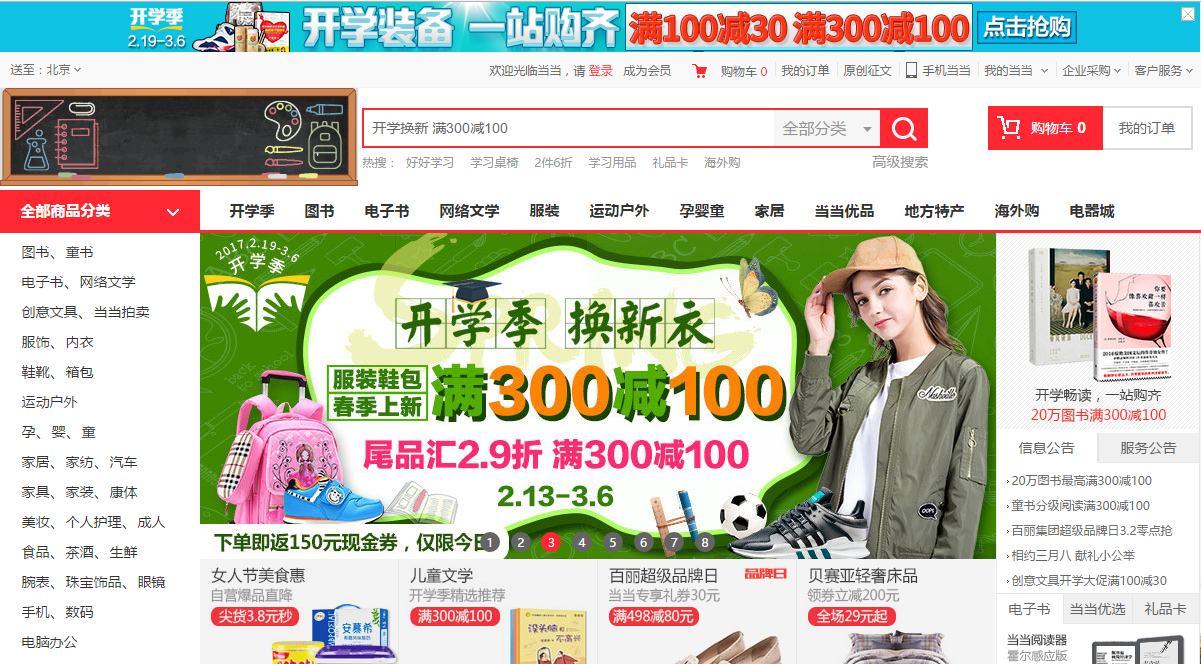 开学季
2.19-3.6
开学装备 一站购齐
满100减30 满300减100
点击抢购
送至：北京
欢迎光临当当，请 登录 成为会员
购物车 0
我的订单
原创征文
手机当当
我的当当
企业采购
客户服务
开学换新 满300减100
全部分类
热搜： 好好学习 学习桌椅 2件6折 学习用品 礼品卡 海外购
高级搜索
购物车 0
我的订单
全部商品分类
开学季 图书 电子书 网络文学 服装 运动户外 孕婴童 家居 当当优品 地方特产 海外购 电器城
图书、童书
电子书、网络文学
创意文具、当当拍卖
服饰、内衣
鞋靴、箱包
运动户外
孕、婴、童
家居、家纺、汽车
家具、家装、康体
美妆、个人护理、成人
食品、茶酒、生鲜
腕表、珠宝饰品、眼镜
手机、数码
电脑办公
2017.2.19-3.6
开学季
SPRING
开学季 换新衣
服装鞋包
春季上新
满300减100
尾品汇2.9折 满300减100
2.13-3.6
下单即返150元现金券，仅限今日
1 2 3 4 5 6 7 8
OOPS
你要
像喜欢甜一样
喜欢苦
开学畅读，一站购齐
20万图书满300减100
信息公告
服务公告
20万图书最高满300减100
童书分级阅读满300减100
百丽集团超级品牌日3.2零点抢
相约三月八 献礼小公举
创意文具开学大促满100减30
电子书
当当优选
礼品卡
当当阅读器
霍尔感应版
女人节美食惠
自营爆品直降
尖货3.8元秒
安慕希
儿童文学
开学季精选推荐
满300减100
没头脑和
不高兴
百丽超级品牌日
品牌日
当当专享礼券30元
满498减80元
贝赛亚轻奢床品
领券立减200元
全场29元起